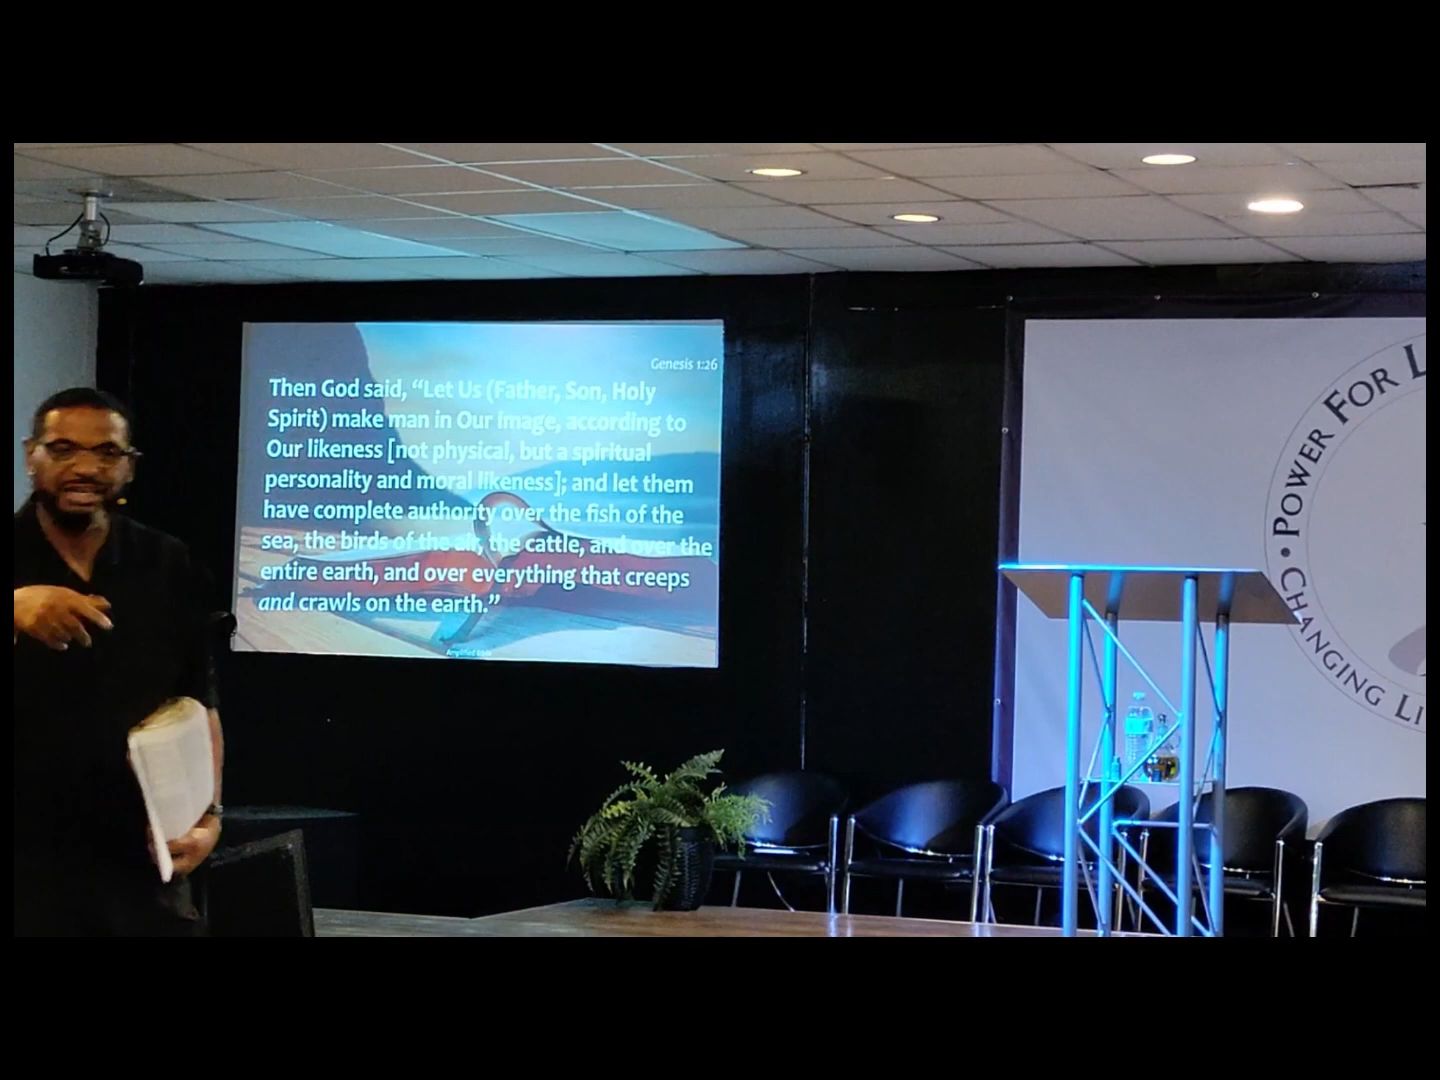 Genesis 1:26
Then God said, “Let Us (Father, Son, Holy
Spirit) make man in Our image, according to
Our likeness [not physical, but a spiritual
personality and moral likeness]; and let them
have complete authority over the fish of the
sea, the birds of the air, the cattle, and over the
entire earth, and over everything that creeps
and crawls on the earth.”
Amplified Bible
POWER FOR L
• CHANGING LI